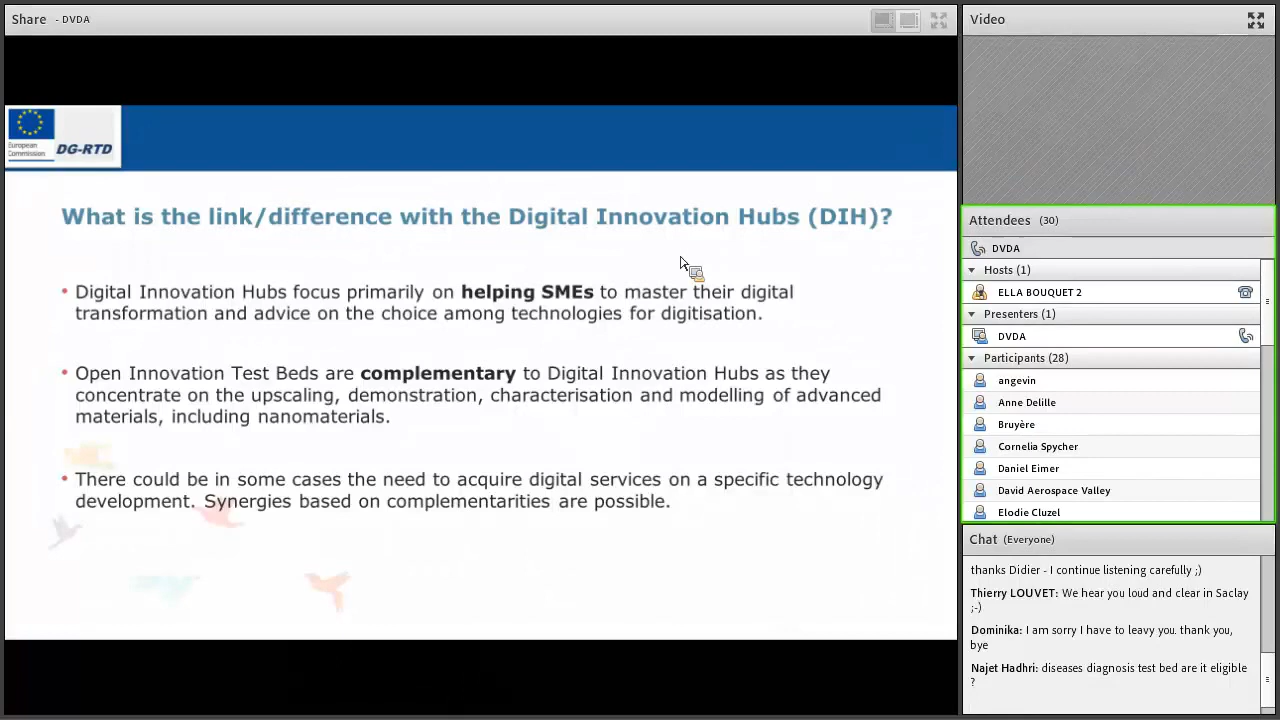 Share - DVDA
European
Commission
DG-RTD
What is the link/difference with the Digital Innovation Hubs (DIH)?
• Digital Innovation Hubs focus primarily on helping SMEs to master their digital
transformation and advice on the choice among technologies for digitisation.
• Open Innovation Test Beds are complementary to Digital Innovation Hubs as they
concentrate on the upscaling, demonstration, characterisation and modelling of advanced
materials, including nanomaterials.
• There could be in some cases the need to acquire digital services on a specific technology
development. Synergies based on complementarities are possible.
Video
Attendees (30)
DVDA
Hosts (1)
ELLA BOUQUET 2
Presenters (1)
DVDA
Participants (28)
angevin
Anne Delille
Bruyère
Cornelia Spycher
Daniel Eimer
David Aerospace Valley
Elodie Cluzel
Chat (Everyone)
thanks Didier - I continue listening carefully ;)
Thierry LOUVET: We hear you loud and clear in Saclay
;-)
Dominika: I am sorry I have to leavy you. thank you,
bye
Najet Hadhri: diseases diagnosis test bed are it eligible
?